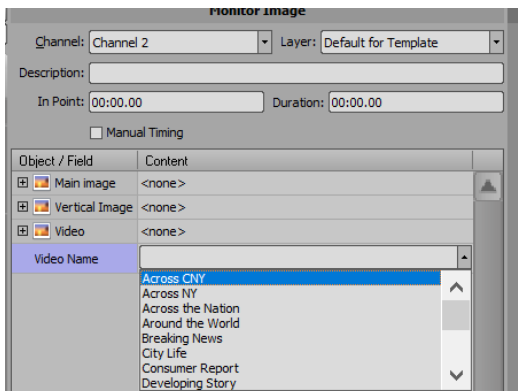 Monitor Image
Channel: Channel 2 Layer: Default for Template
Description:
In Point: 00:00.00 Duration: 00:00.00
Manual Timing
Object / Field Content
Main image <none>
Vertical Image <none>
Video <none>
Video Name
Across CNY
Across NY
Across the Nation
Around the World
Breaking News
City Life
Consumer Report
Developing Story